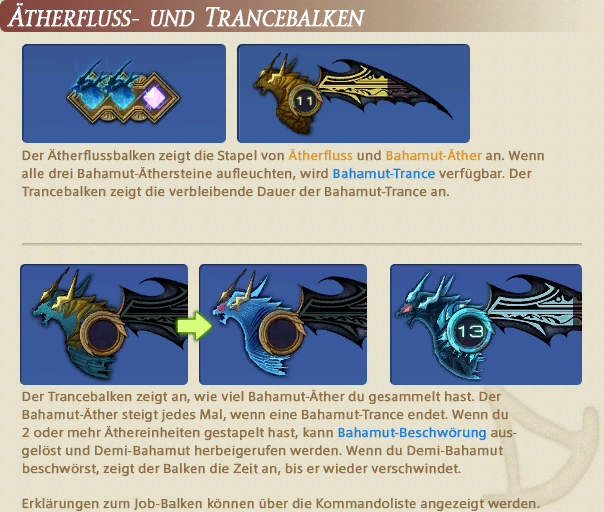 Ätherfluss- und Trancebalken
11
Der Ätherflussbalken zeigt die Stapel von Ätherfluss und Bahamut-Äther an. Wenn
alle drei Bahamut-Äthersteine aufleuchten, wird Bahamut-Trance verfügbar. Der
Trancebalken zeigt die verbleibende Dauer der Bahamut-Trance an.
13
Der Trancebalken zeigt an, wie viel Bahamut-Äther du gesammelt hast. Der
Bahamut-Äther steigt jedes Mal, wenn eine Bahamut-Trance endet. Wenn du
2 oder mehr Äthereinheiten gestapelt hast, kann Bahamut-Beschwörung aus-
gelöst und Demi-Bahamut herbeigerufen werden. Wenn du Demi-Bahamut
beschwörst, zeigt der Balken die Zeit an, bis er wieder verschwindet.
Erklärungen zum Job-Balken können über die Kommandoliste angezeigt werden.